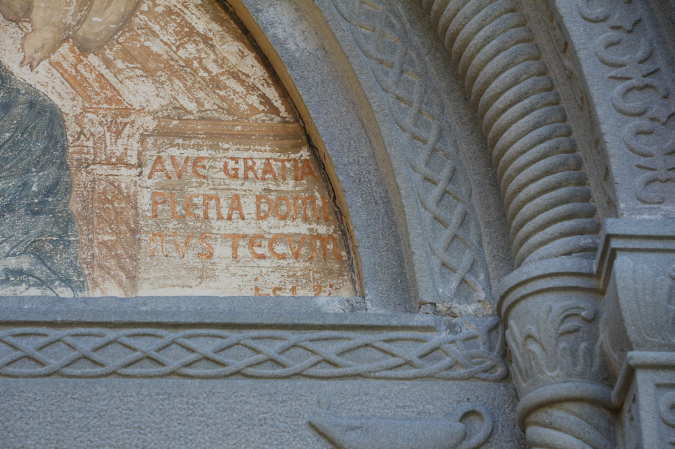 AVE GRATIA
PLENA DOMI
NVS TECVM